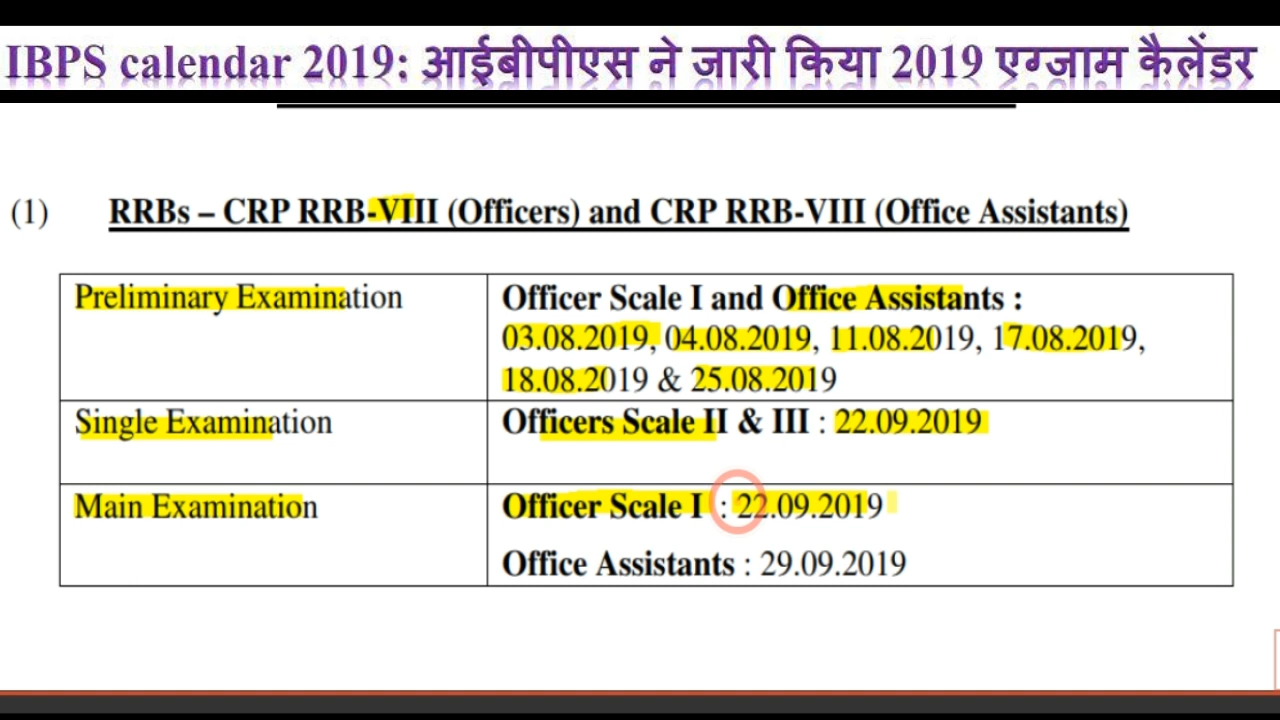 IBPS calendar 2019: आईबीपीएस ने जारी किया 2019 एग्जाम कैलेंडर
(1) RRBs – CRP RRB-VIII (Officers) and CRP RRB-VIII (Office Assistants)
Preliminary Examination
Officer Scale I and Office Assistants :
03.08.2019, 04.08.2019, 11.08.2019, 17.08.2019,
18.08.2019 & 25.08.2019
Single Examination
Officers Scale II & III : 22.09.2019
Main Examination
Officer Scale I : 22.09.2019
Office Assistants : 29.09.2019